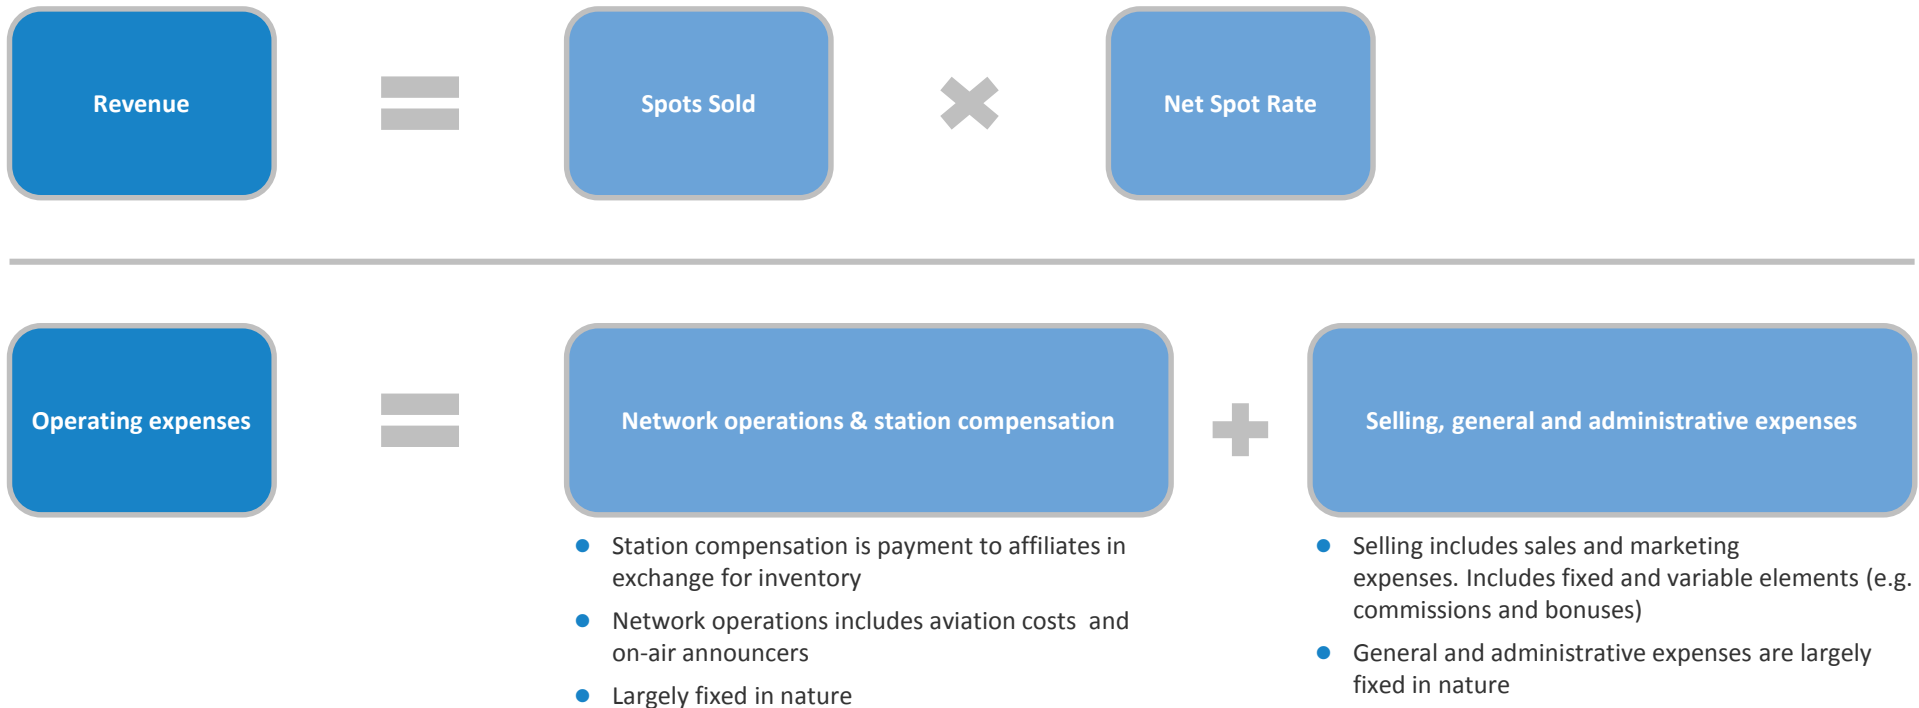 Revenue
Spots Sold
Net Spot Rate
Operating expenses
Network operations & station compensation
Selling, general and administrative expenses
Station compensation is payment to affiliates in
exchange for inventory
Network operations includes aviation costs  and
on-air announcers
Largely fixed in nature
Selling includes sales and marketing
expenses. Includes fixed and variable elements (e.g.
commissions and bonuses)
General and administrative expenses are largely
fixed in nature